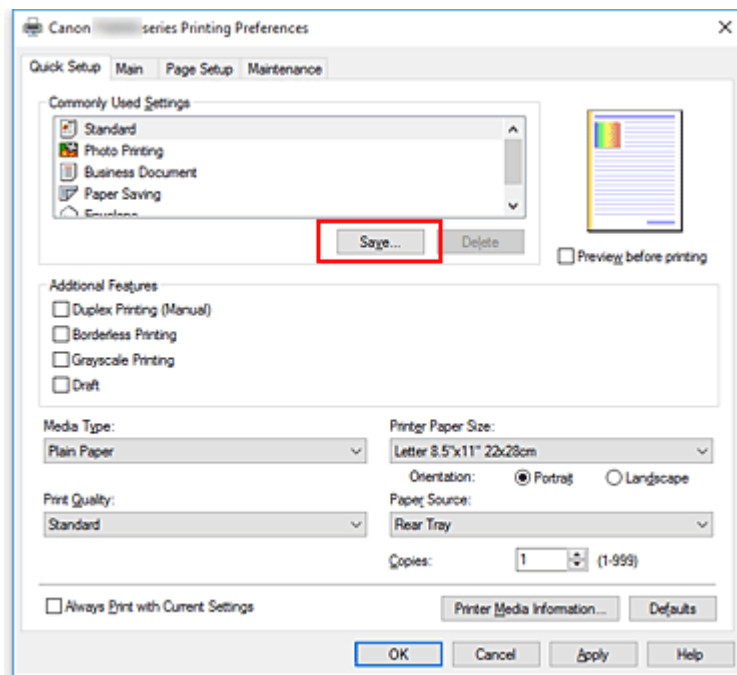 Canon series Printing Preferences
Quick Setup Main Page Setup Maintenance
Commonly Used Settings
Standard
Photo Printing
Business Document
Paper Saving
Envelope
Save... Delete
Preview before printing
Additional Features
Duplex Printing (Manual)
Borderless Printing
Grayscale Printing
Draft
Media Type: Printer Paper Size:
Plain Paper Letter 8.5"x11" 22x28cm
Orientation: Portrait Landscape
Print Quality: Paper Source:
Standard Rear Tray
Copies: 1 (1-999)
Always Print with Current Settings Printer Media Information... Defaults
OK Cancel Apply Help